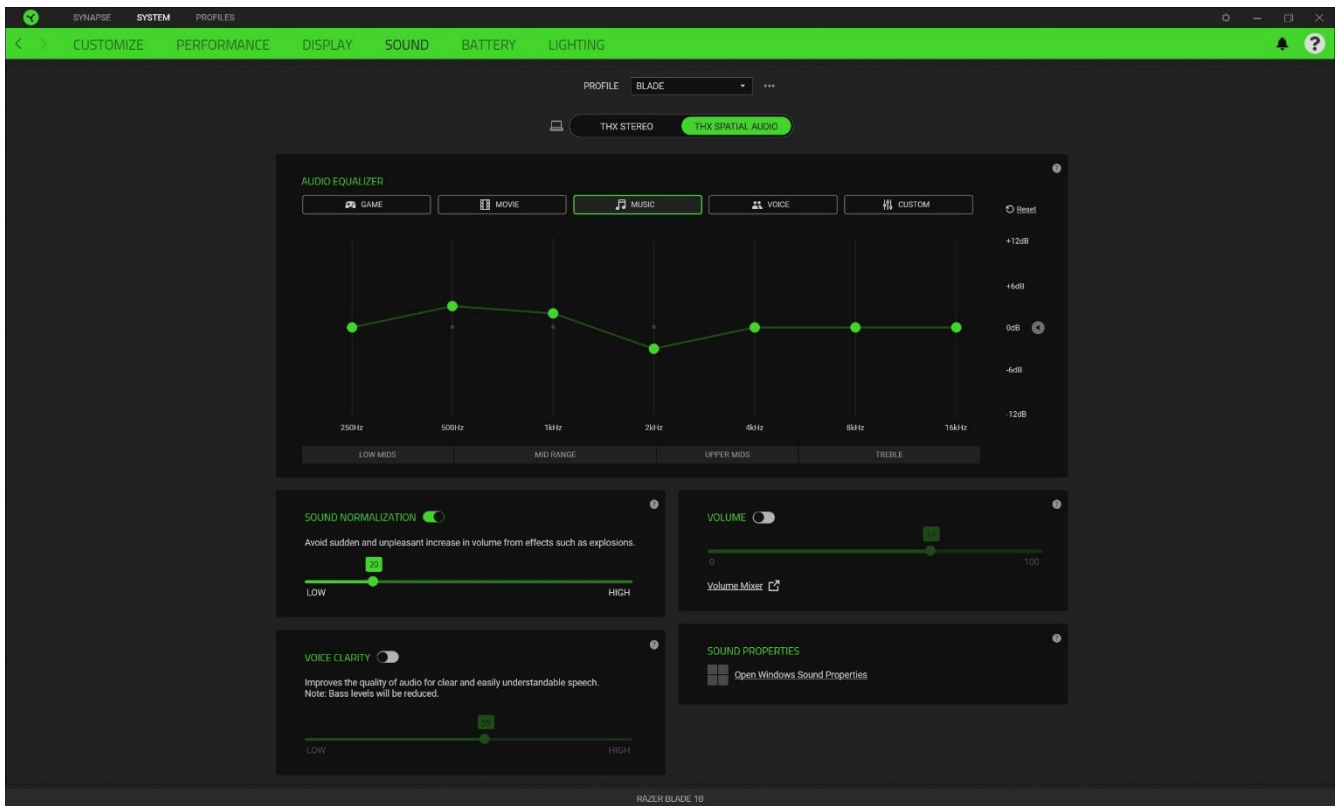 SYNAPSE SYSTEM PROFILES
CUSTOMIZE PERFORMANCE DISPLAY SOUND BATTERY LIGHTING
PROFILE BLADE
THX STEREO THX SPATIAL AUDIO
AUDIO EQUALIZER
GAME MOVIE MUSIC VOICE CUSTOM
Reset
+12dB
+6dB
0dB
-6dB
-12dB
250Hz 500Hz 1kHz 2kHz 4kHz 8kHz 16kHz
LOW MIDS MID RANGE UPPER MIDS TREBLE
SOUND NORMALIZATION
Avoid sudden and unpleasant increase in volume from effects such as explosions.
20
LOW HIGH
VOLUME
0 100
Volume Mixer
VOICE CLARITY
Improves the quality of audio for clear and easily understandable speech.
Note: Bass levels will be reduced.
LOW HIGH
SOUND PROPERTIES
Open Windows Sound Properties
RAZER BLADE 18